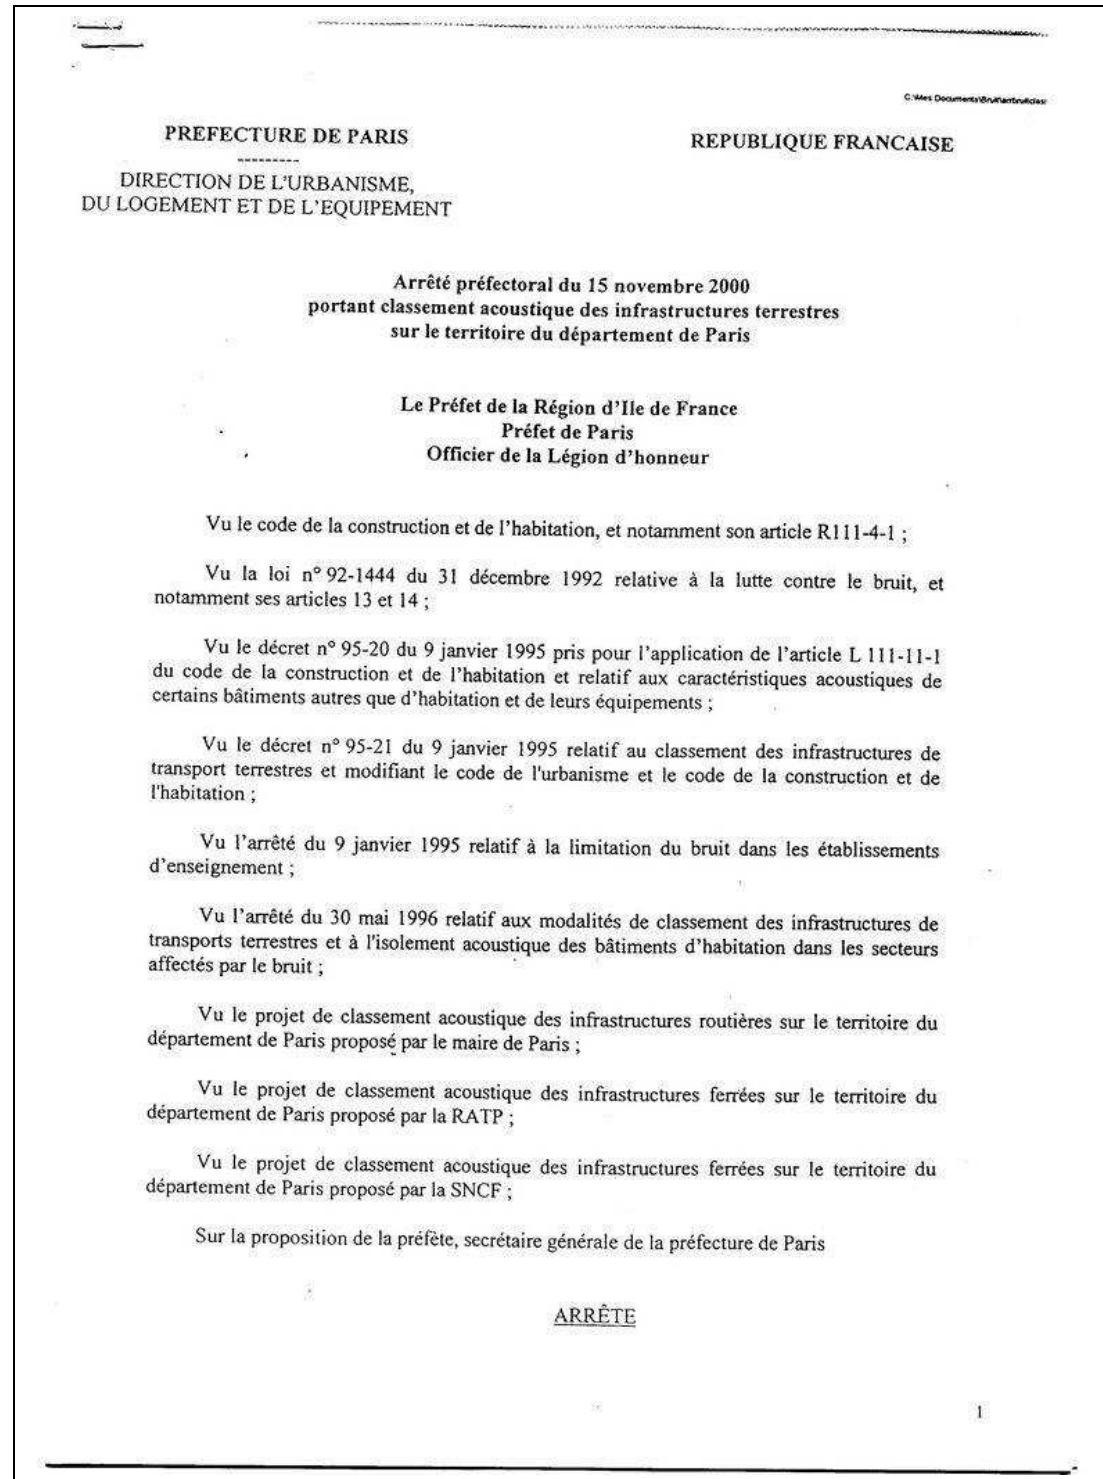 PREFECTURE DE PARIS
---------
DIRECTION DE L'URBANISME,
DU LOGEMENT ET DE L'EQUIPEMENT
REPUBLIQUE FRANCAISE
Arrêté préfectoral du 15 novembre 2000
portant classement acoustique des infrastructures terrestres
sur le territoire du département de Paris
Le Préfet de la Région d'Ile de France
Préfet de Paris
Officier de la Légion d'honneur
Vu le code de la construction et de l'habitation, et notamment son article R111-4-1 ;
Vu la loi n° 92-1444 du 31 décembre 1992 relative à la lutte contre le bruit, et
notamment ses articles 13 et 14 ;
Vu le décret n° 95-20 du 9 janvier 1995 pris pour l'application de l'article L 111-11-1
du code de la construction et de l'habitation et relatif aux caractéristiques acoustiques de
certains bâtiments autres que d'habitation et de leurs équipements ;
Vu le décret n° 95-21 du 9 janvier 1995 relatif au classement des infrastructures de
transport terrestres et modifiant le code de l'urbanisme et le code de la construction et de
l'habitation ;
Vu l'arrêté du 9 janvier 1995 relatif à la limitation du bruit dans les établissements
d'enseignement ;
Vu l'arrêté du 30 mai 1996 relatif aux modalités de classement des infrastructures de
transports terrestres et à l'isolement acoustique des bâtiments d'habitation dans les secteurs
affectés par le bruit ;
Vu le projet de classement acoustique des infrastructures routières sur le territoire du
département de Paris proposé par le maire de Paris ;
Vu le projet de classement acoustique des infrastructures ferrées sur le territoire du
département de Paris proposé par la RATP ;
Vu le projet de classement acoustique des infrastructures ferrées sur le territoire du
département de Paris proposé par la SNCF ;
Sur la proposition de la préfète, secrétaire générale de la préfecture de Paris
ARRÊTE
1